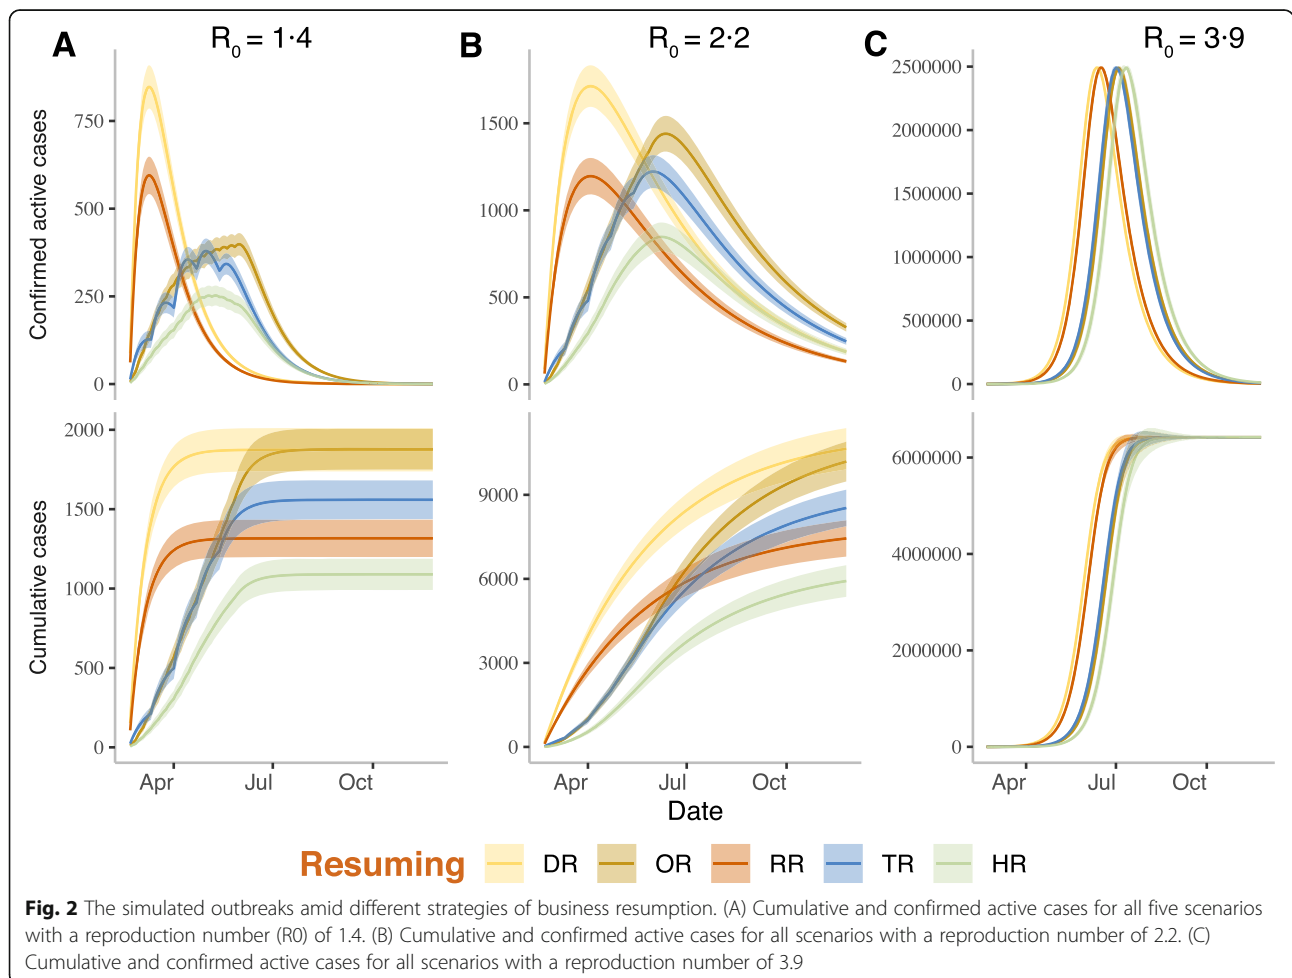 A R0 = 1·4
B R0 = 2·2
C R0 = 3·9
Confirmed active cases
750
500
250
0
1500
1000
500
0
2500000
2000000
1500000
1000000
500000
0
Cumulative cases
2000
1500
1000
500
0
9000
6000
3000
0
6000000
4000000
2000000
0
Apr Jul Oct
Apr Jul Oct
Apr Jul Oct
Date
Resuming DR OR RR TR HR
Fig. 2 The simulated outbreaks amid different strategies of business resumption. (A) Cumulative and confirmed active cases for all five scenarios
with a reproduction number (R0) of 1.4. (B) Cumulative and confirmed active cases for all scenarios with a reproduction number of 2.2. (C)
Cumulative and confirmed active cases for all scenarios with a reproduction number of 3.9